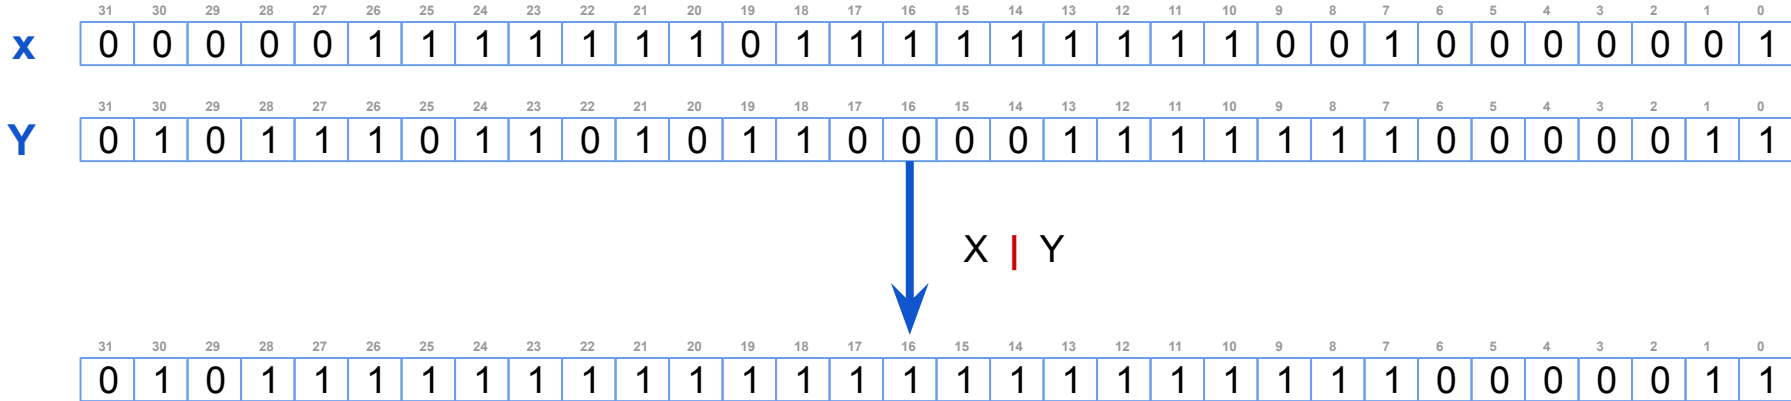 31 30 29 28 27 26 25 24 23 22 21 20 19 18 17 16 15 14 13 12 11 10 9 8 7 6 5 4 3 2 1 0
x 0 0 0 0 0 1 1 1 1 1 1 1 0 1 1 1 1 1 1 1 1 1 0 0 1 0 0 0 0 0 0 1
31 30 29 28 27 26 25 24 23 22 21 20 19 18 17 16 15 14 13 12 11 10 9 8 7 6 5 4 3 2 1 0
Y 0 1 0 1 1 1 0 1 1 0 1 0 1 1 0 0 0 0 1 1 1 1 1 1 1 0 0 0 0 0 1 1
X | Y
31 30 29 28 27 26 25 24 23 22 21 20 19 18 17 16 15 14 13 12 11 10 9 8 7 6 5 4 3 2 1 0
0 1 0 1 1 1 1 1 1 1 1 1 1 1 1 1 1 1 1 1 1 1 1 1 1 0 0 0 0 0 1 1